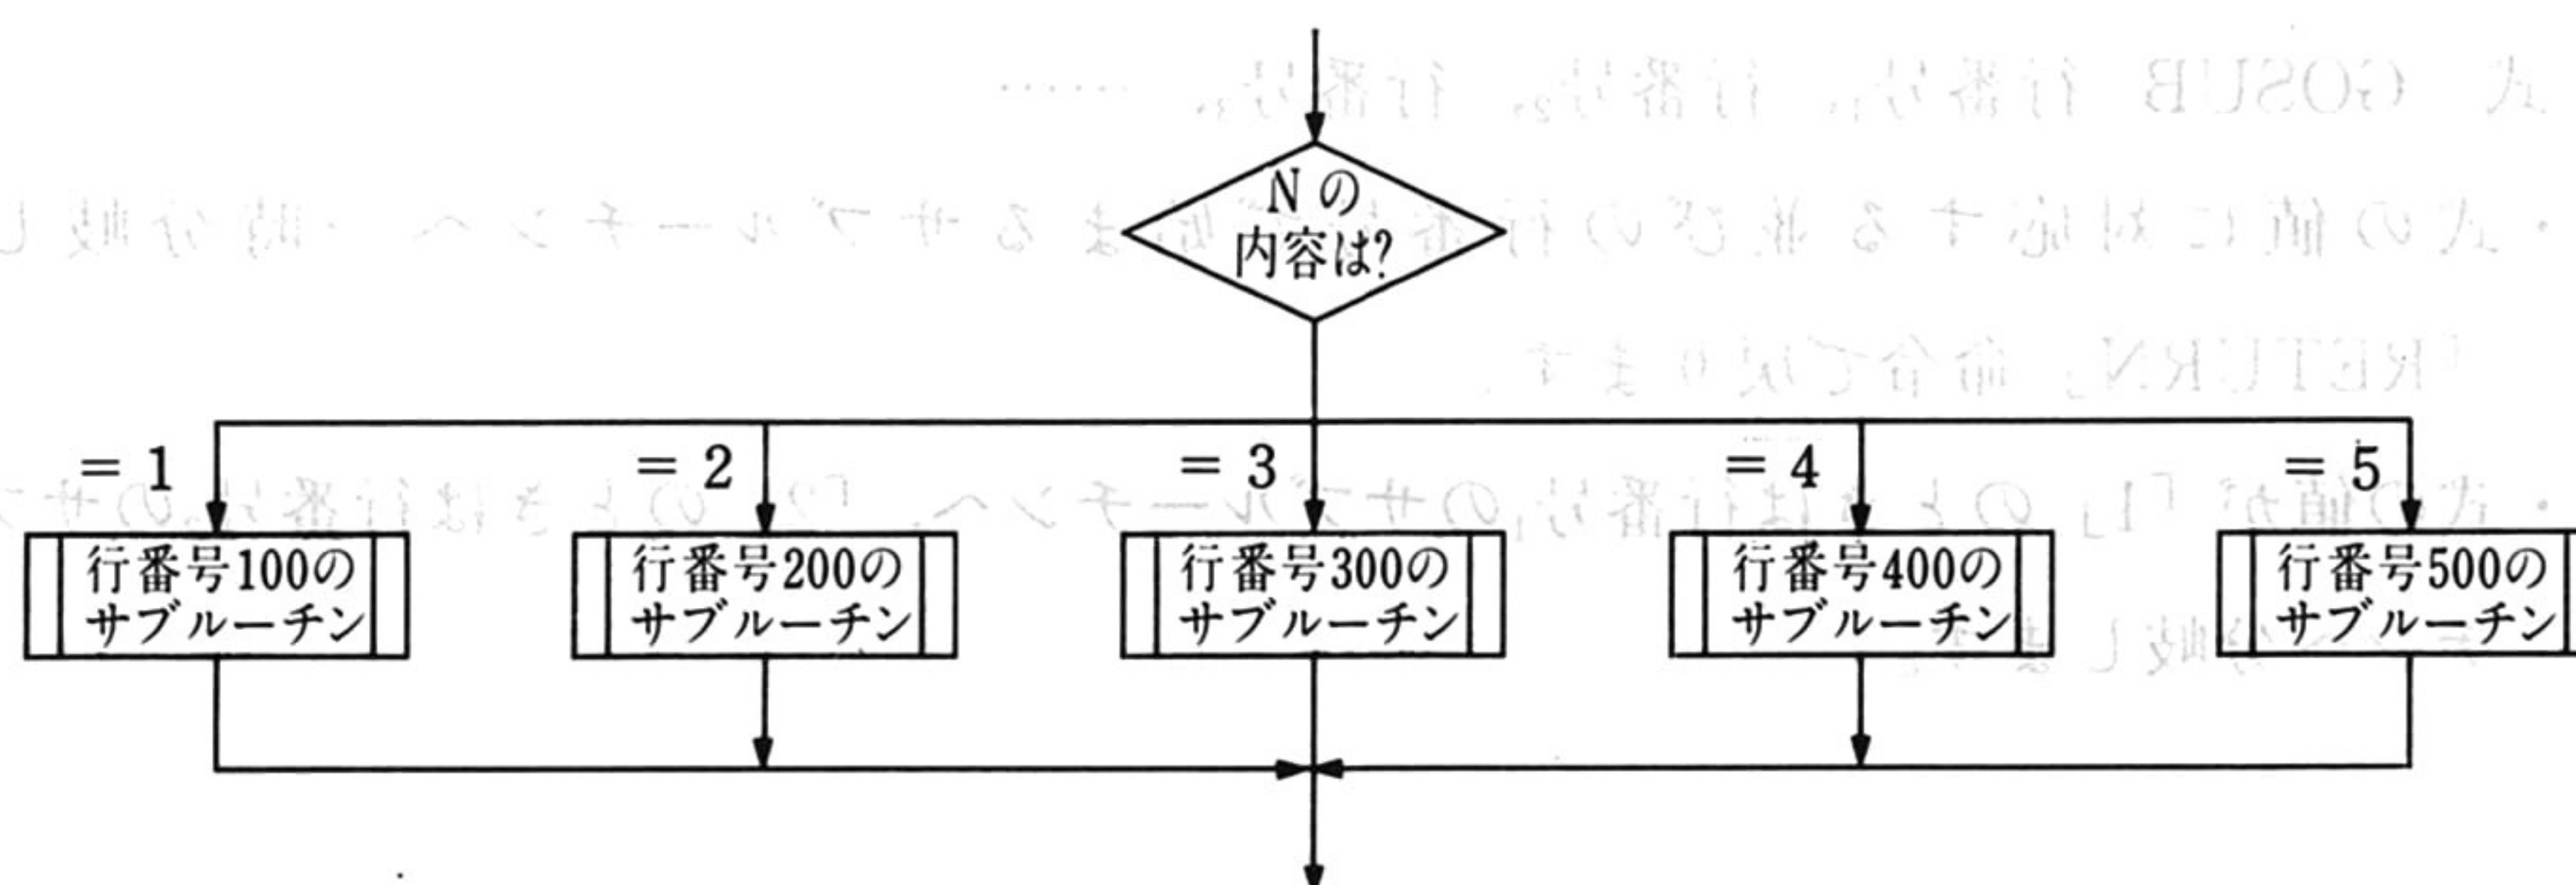 Nの
内容は?
= 1
= 2
= 3
= 4
= 5
行番号100の
サブルーチン
行番号200の
サブルーチン
行番号300の
サブルーチン
行番号400の
サブルーチン
行番号500の
サブルーチン